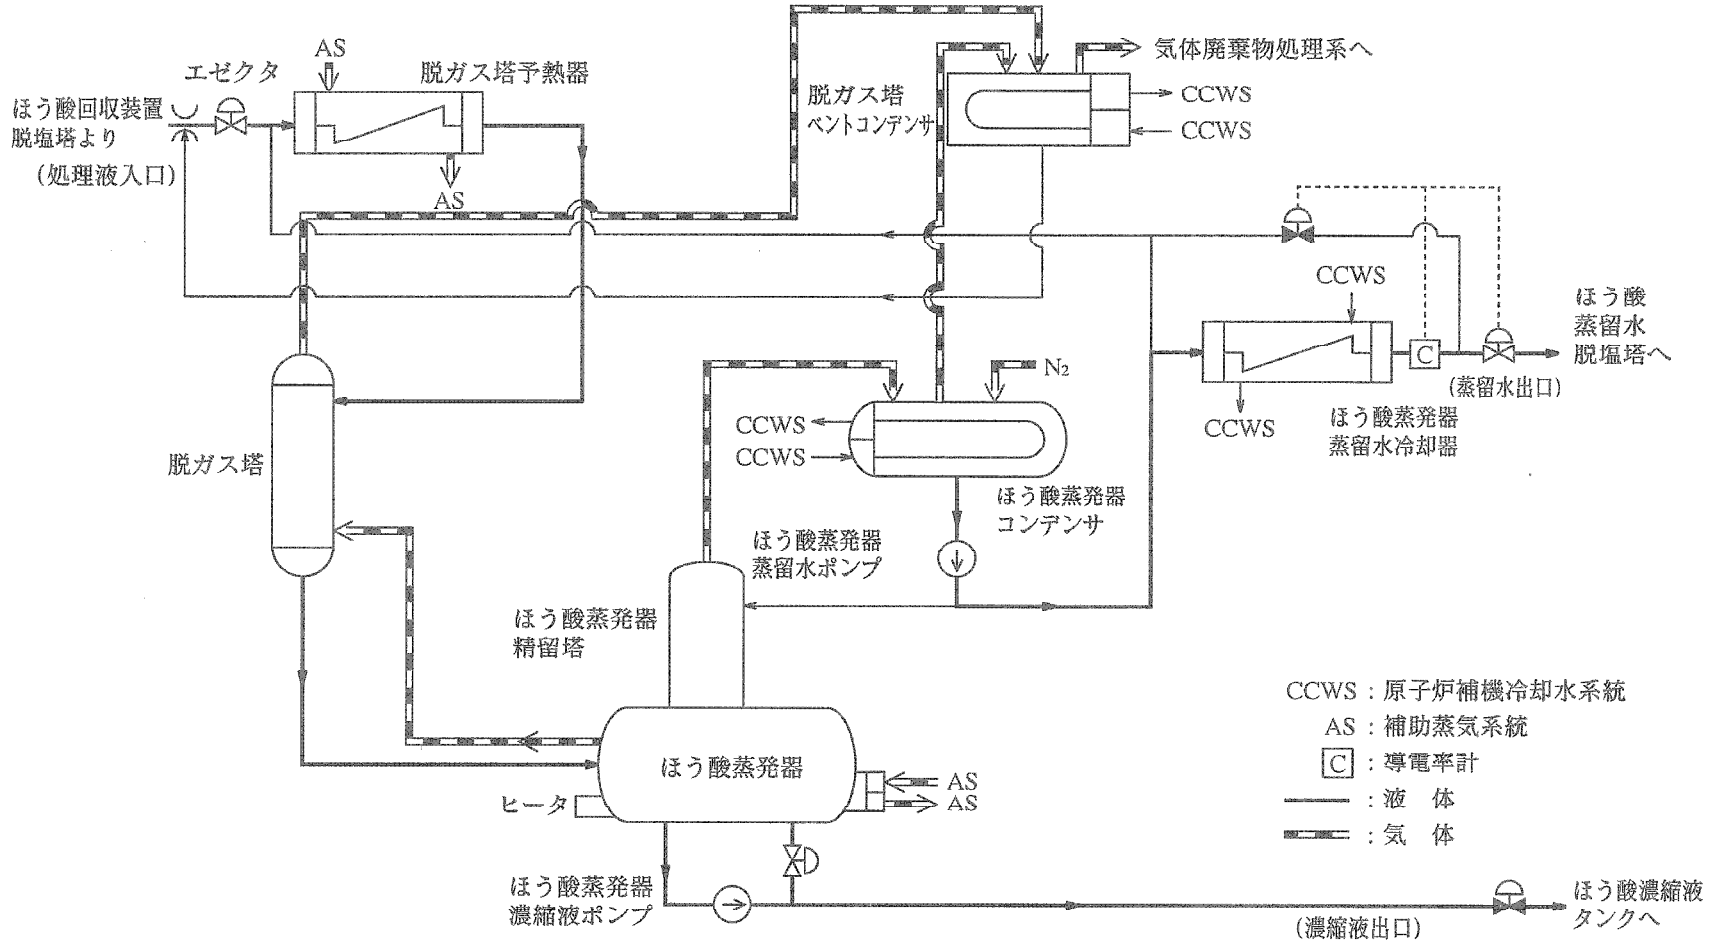 AS
エゼクタ
脱ガス塔予熱器
ほう酸回収装置
脱塩塔より
(処理液入口)
AS
脱ガス塔
ベントコンデンサ
気体廃棄物処理系へ
CCWS
CCWS
CCWS
ほう酸
蒸留水
脱塩塔へ
C
(蒸留水出口)
CCWS
ほう酸蒸発器
蒸留水冷却器
N₂
CCWS
CCWS
ほう酸蒸発器
コンデンサ
脱ガス塔
ほう酸蒸発器
蒸留水ポンプ
ほう酸蒸発器
精留塔
ほう酸蒸発器
ヒータ
AS
AS
ほう酸蒸発器
濃縮液ポンプ
CCWS : 原子炉補機冷却水系統
AS : 補助蒸気系統
C : 導電率計
: 液 体
: 気 体
(濃縮液出口)
ほう酸濃縮液
タンクへ